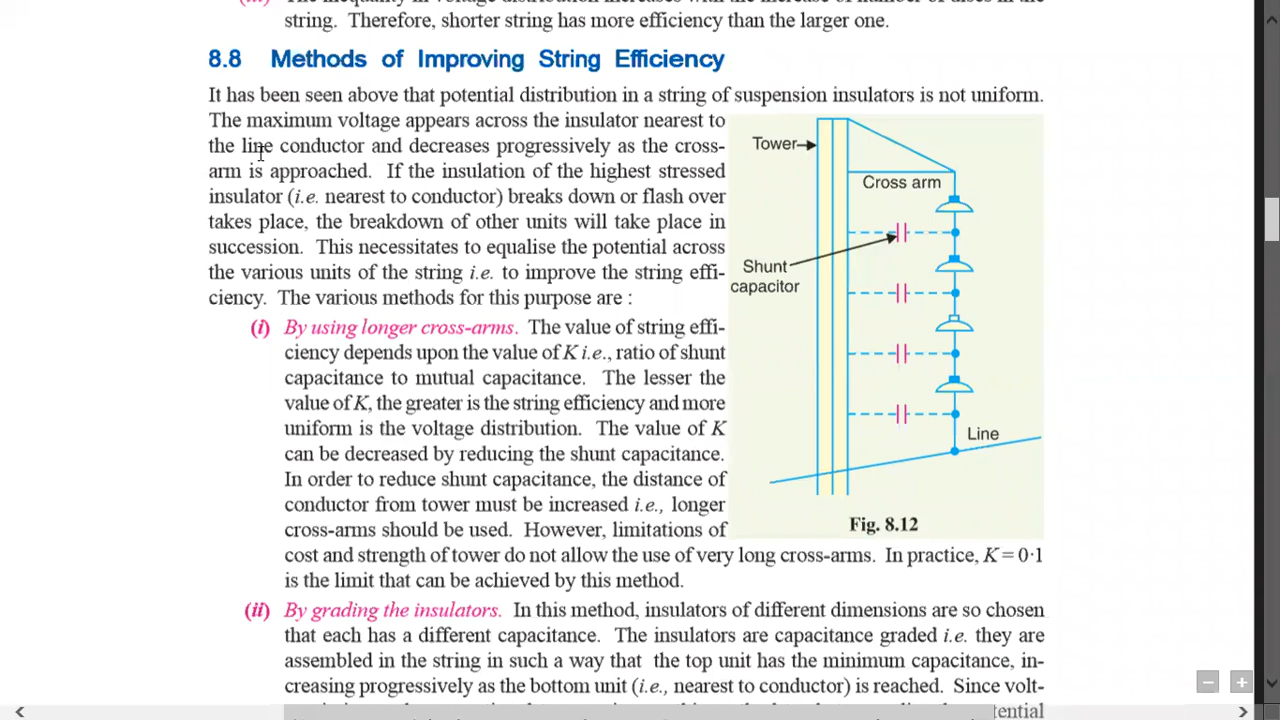 string. Therefore, shorter string has more efficiency than the larger one.
8.8 Methods of Improving String Efficiency
It has been seen above that potential distribution in a string of suspension insulators is not uniform.
The maximum voltage appears across the insulator nearest to
the line conductor and decreases progressively as the cross-
arm is approached. If the insulation of the highest stressed
insulator (i.e. nearest to conductor) breaks down or flash over
takes place, the breakdown of other units will take place in
succession. This necessitates to equalise the potential across
the various units of the string i.e. to improve the string effi-
ciency. The various methods for this purpose are :
(i) By using longer cross-arms. The value of string effi-
ciency depends upon the value of K i.e., ratio of shunt
capacitance to mutual capacitance. The lesser the
value of K, the greater is the string efficiency and more
uniform is the voltage distribution. The value of K
can be decreased by reducing the shunt capacitance.
In order to reduce shunt capacitance, the distance of
conductor from tower must be increased i.e., longer
cross-arms should be used. However, limitations of
cost and strength of tower do not allow the use of very long cross-arms. In practice, K = 0·1
is the limit that can be achieved by this method.
Tower
Cross arm
Shunt
capacitor
Line
Fig. 8.12
(ii) By grading the insulators. In this method, insulators of different dimensions are so chosen
that each has a different capacitance. The insulators are capacitance graded i.e. they are
assembled in the string in such a way that the top unit has the minimum capacitance, in-
creasing progressively as the bottom unit (i.e., nearest to conductor) is reached. Since volt-